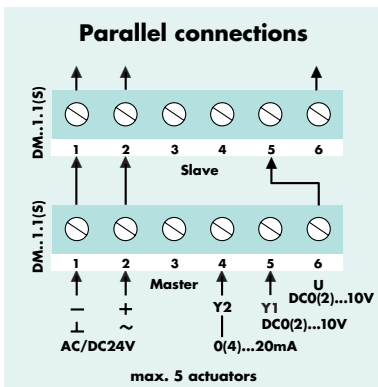 Parallel connections
DM..1.1(S)
1 2 3 4 5 6
Slave
DM..1.1(S)
1 2 3 4 5 6
Master
− + Y2 Y1 U
DC0(2)...10V
⊥ ~
DC0(2)...10V
AC/DC24V 0(4)...20mA
max. 5 actuators